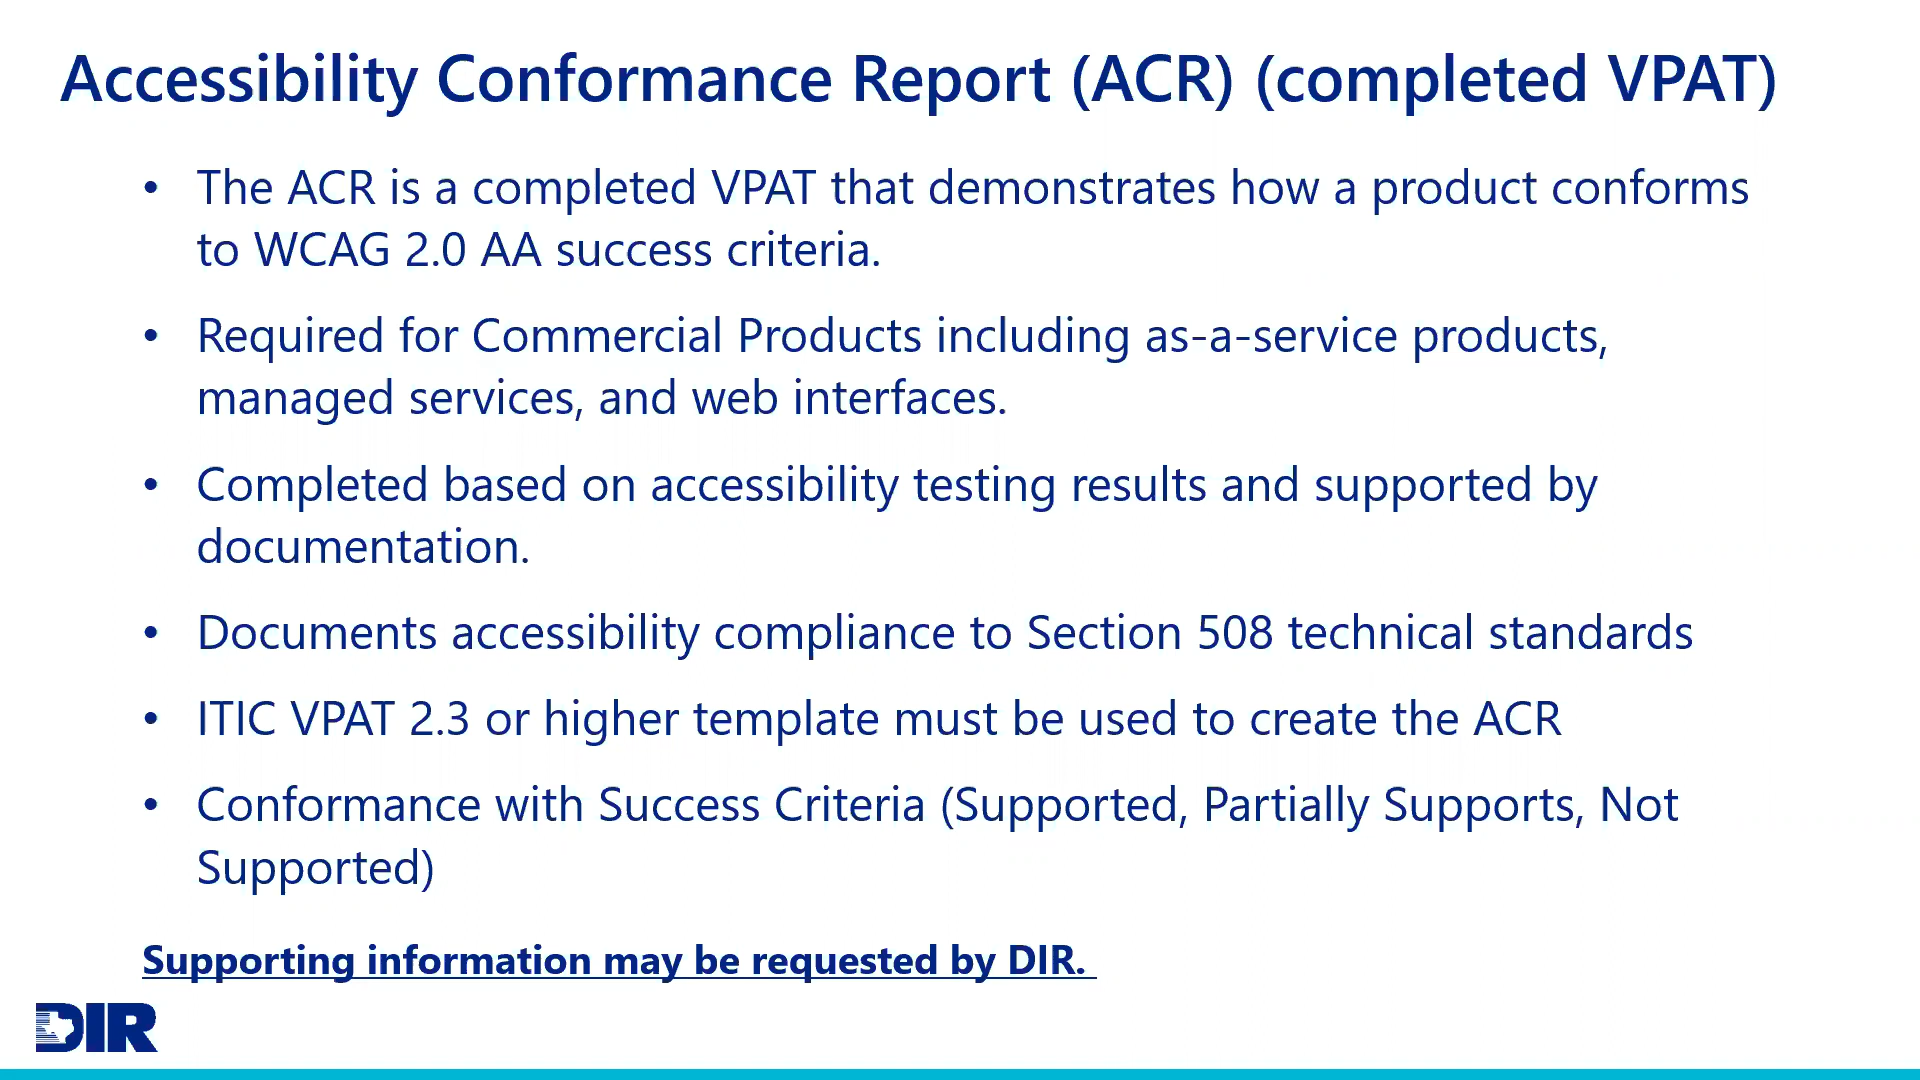 Accessibility Conformance Report (ACR) (completed VPAT)
• The ACR is a completed VPAT that demonstrates how a product conforms
to WCAG 2.0 AA success criteria.
• Required for Commercial Products including as-a-service products,
managed services, and web interfaces.
• Completed based on accessibility testing results and supported by
documentation.
• Documents accessibility compliance to Section 508 technical standards
• ITIC VPAT 2.3 or higher template must be used to create the ACR
• Conformance with Success Criteria (Supported, Partially Supports, Not
Supported)
Supporting information may be requested by DIR.
DIR